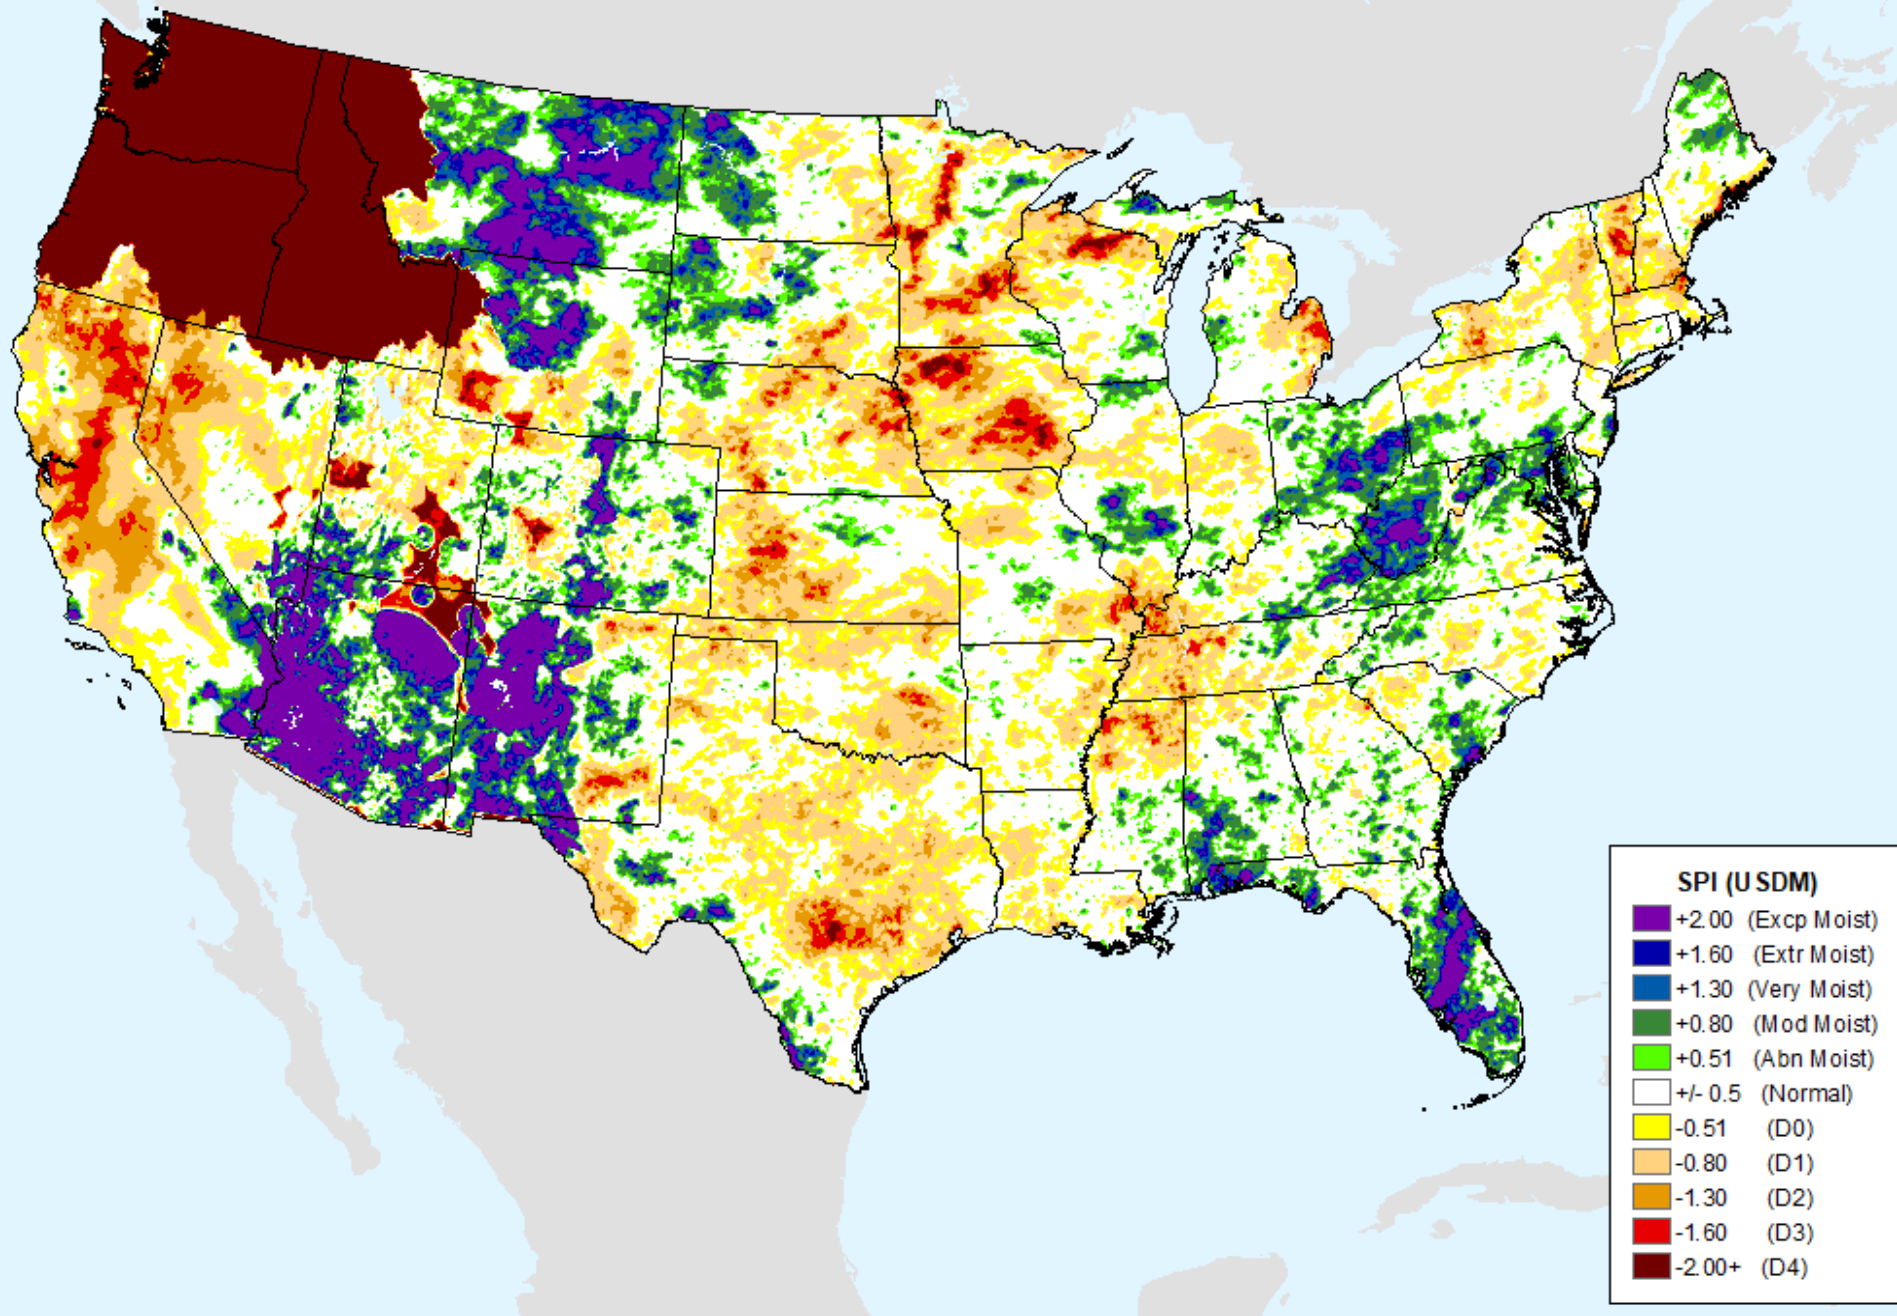 SPI (USDM)
+2.00 (Excp Moist)
+1.60 (Extr Moist)
+1.30 (Very Moist)
+0.80 (Mod Moist)
+0.51 (Abn Moist)
+/- 0.5 (Normal)
-0.51 (D0)
-0.80 (D1)
-1.30 (D2)
-1.60 (D3)
-2.00+ (D4)